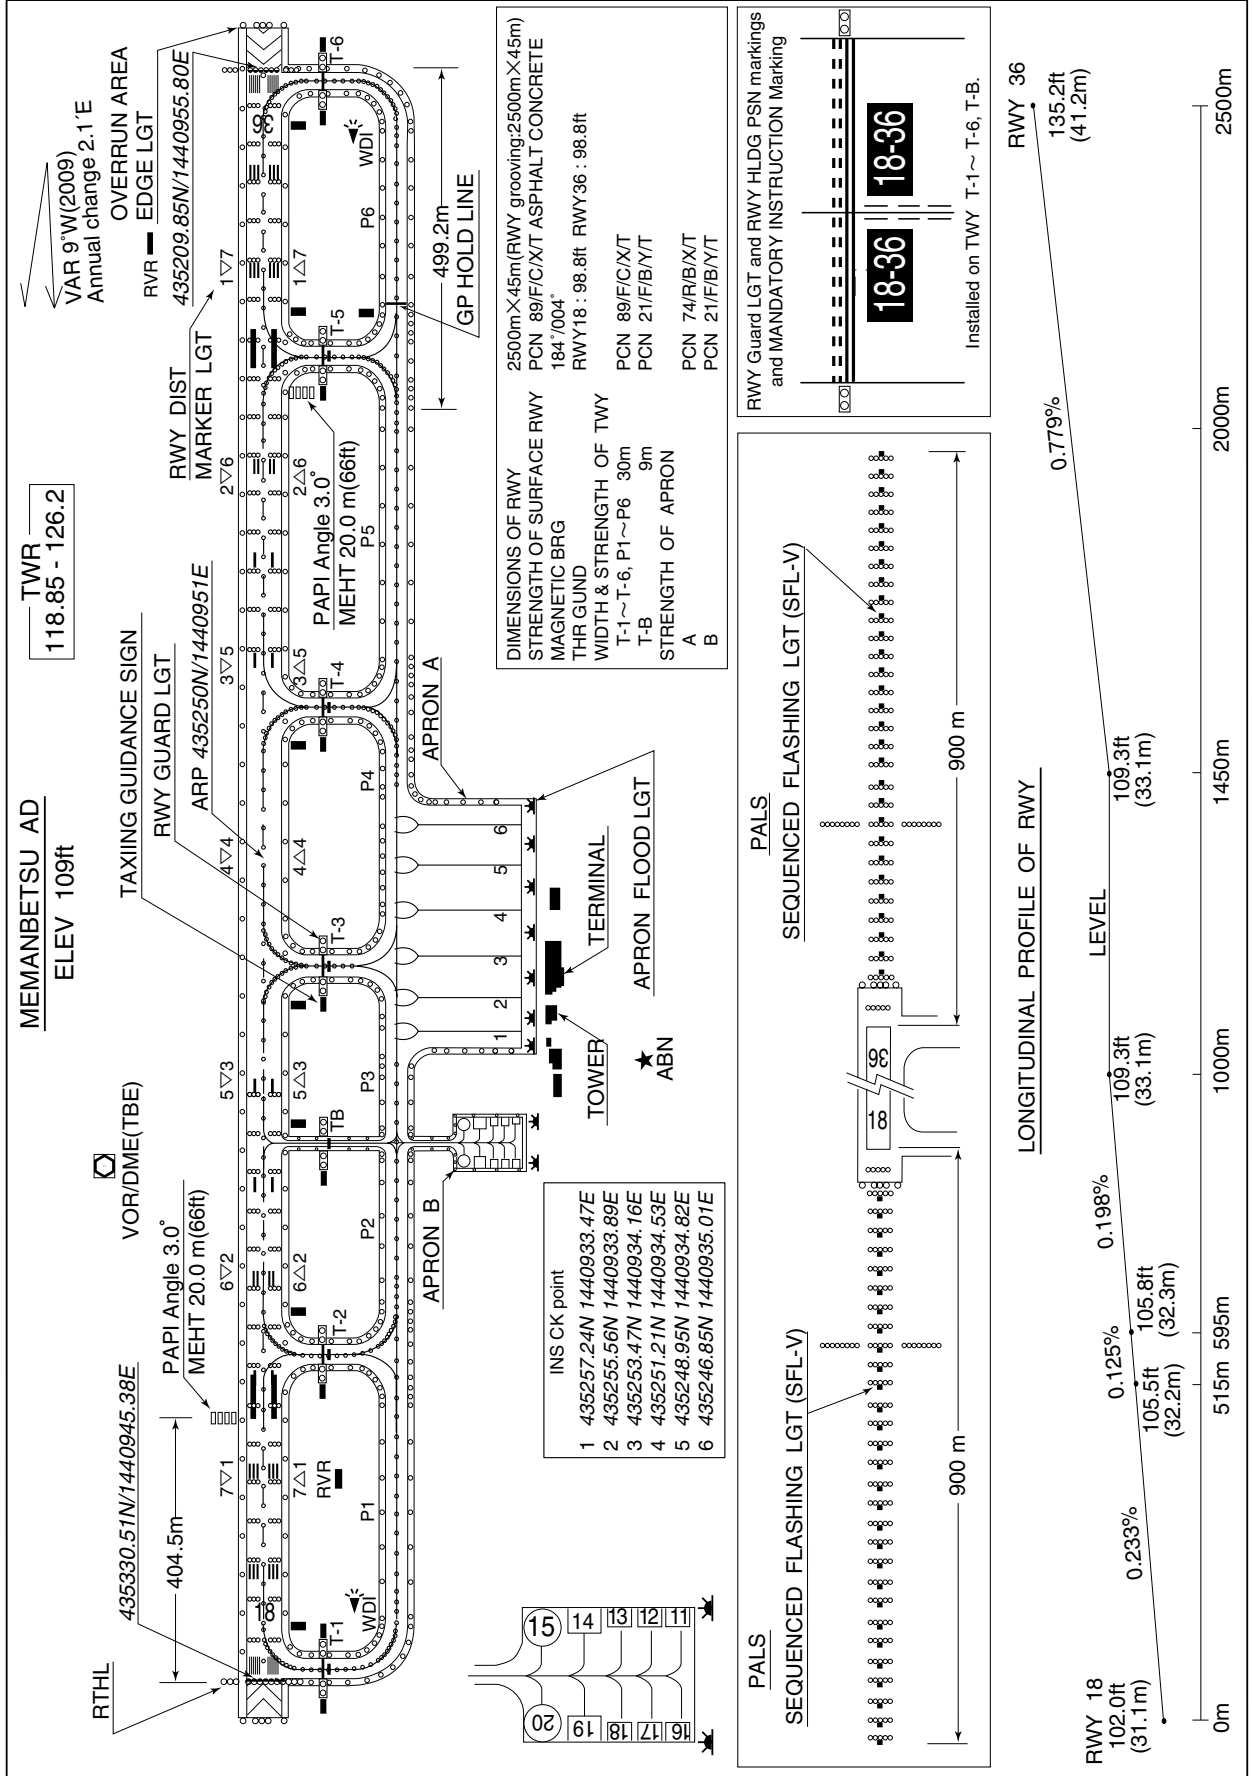 MEMANBETSU AD
ELEV 109ft
TWR
118.85 - 126.2
VAR 9°W(2009)
Annual change 2.1´E
OVERRUN AREA
EDGE LGT
RVR
435209.85N/1440955.80E
RWY DIST
MARKER LGT
TAXIING GUIDANCE SIGN
RWY GUARD LGT
ARP 435250N/1440951E
VOR/DME(TBE)
PAPI Angle 3.0°
MEHT 20.0 m(66ft)
435330.51N/1440945.38E
404.5m
RTHL
7▽1
6▽2
5▽3
4▽4
3▽5
2▽6
1▽7
18
36
7△1
6△2
5△3
4△4
3△5
2△6
1△7
RVR
PAPI Angle 3.0°
MEHT 20.0 m(66ft)
T-1
T-2
TB
T-3
T-4
T-5
T-6
WDI
WDI
P1
P2
P3
P4
P5
P6
499.2m
GP HOLD LINE
APRON A
APRON B
1
2
3
4
5
6
TERMINAL
APRON FLOOD LGT
TOWER
ABN
INS CK point
1 435257.24N 1440933.47E
2 435255.56N 1440933.89E
3 435253.47N 1440934.16E
4 435251.21N 1440934.53E
5 435248.95N 1440934.82E
6 435246.85N 1440935.01E
20
19
18
17
16
15
14
13
12
11
DIMENSIONS OF RWY 2500m×45m(RWY grooving:2500m×45m)
STRENGTH OF SURFACE RWY PCN 89/F/C/X/T ASPHALT CONCRETE
MAGNETIC BRG 184°/004°
THR GUND RWY18 : 98.8ft RWY36 : 98.8ft
WIDTH & STRENGTH OF TWY
T-1~T-6, P1~P6 30m PCN 89/F/C/X/T
T-B 9m PCN 21/F/B/Y/T
STRENGTH OF APRON
A PCN 74/R/B/X/T
B PCN 21/F/B/Y/T
RWY Guard LGT and RWY HLDG PSN markings
and MANDATORY INSTRUCTION Marking
18-36
18-36
Installed on TWY T-1~ T-6, T-B.
PALS
SEQUENCED FLASHING LGT (SFL-V)
900 m
18
36
PALS
SEQUENCED FLASHING LGT (SFL-V)
900 m
LONGITUDINAL PROFILE OF RWY
RWY 18
102.0ft
(31.1m)
0.233%
105.5ft
(32.2m)
0.125%
105.8ft
(32.3m)
0.198%
109.3ft
(33.1m)
LEVEL
109.3ft
(33.1m)
0.779%
RWY 36
135.2ft
(41.2m)
0m
515m
595m
1000m
1450m
2000m
2500m